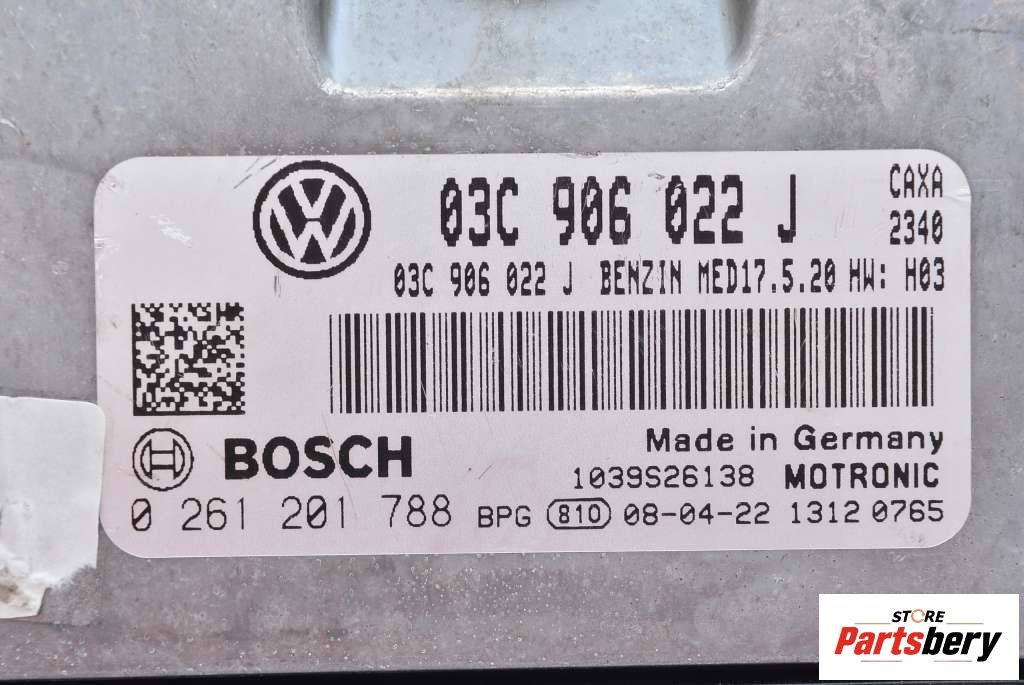 03C 906 022 J
CAXA
2340
03C 906 022 J BENZIN MED17.5.20 HW: H03
BOSCH
Made in Germany
1039S26138 MOTRONIC
0 261 201 788 BPG 810 08-04-22 1312 0765
STORE
Partsbery